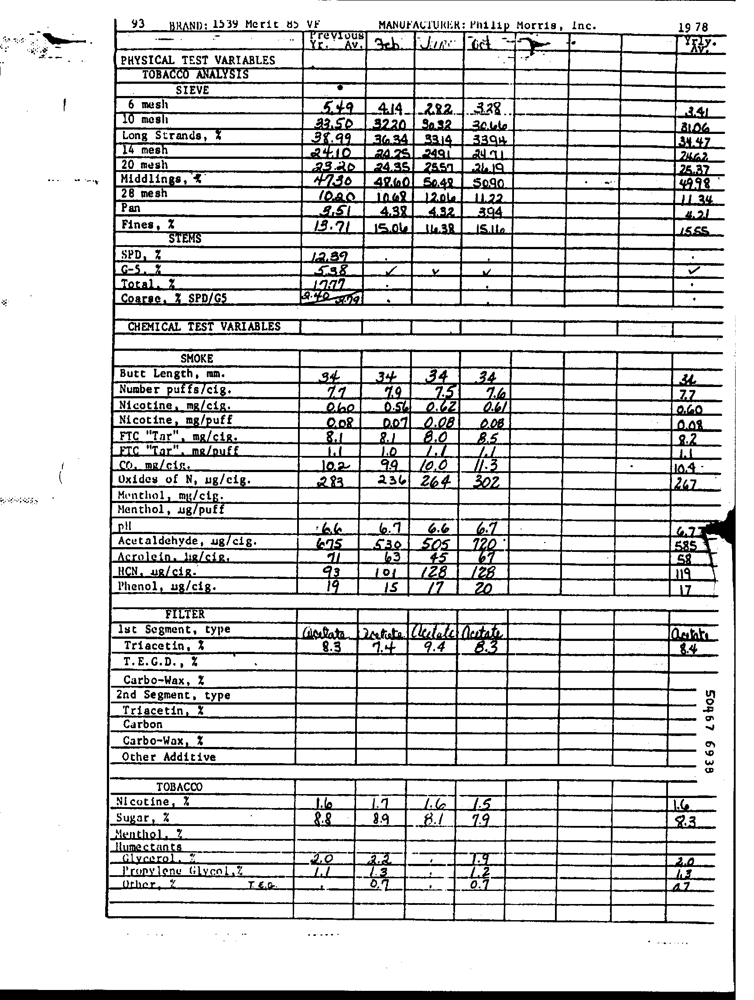 93 BRAND: 1539 Merit 85 VF MANUFACTURER: Philip Morris, Inc. 1978
Previous Yr. Av. Feb. June Oct Yrly. Av.
PHYSICAL TEST VARIABLES
TOBACCO ANALYSIS
SIEVE
6 mesh 5.49 4.14 2.82 3.28 3.41
10 mesh 33.50 32.20 30.32 30.66 31.06
Long Strands, % 38.99 36.34 33.14 33.94 34.47
14 mesh 24.10 24.25 24.91 24.71 24.62
20 mesh 23.20 24.35 25.57 26.19 25.37
Middlings, % 47.30 48.60 50.48 50.90 49.98
28 mesh 10.20 10.68 12.06 11.22 11.34
Pan 3.51 4.38 4.32 3.94 4.21
Fines, % 13.71 15.06 16.38 15.16 15.55
STEMS
SPD, % 12.39
G-5, % 5.38 ✓ ✓ ✓ ✓
Total, % 17.77
Coarse, % SPD/G5
CHEMICAL TEST VARIABLES
SMOKE
Butt Length, mm. 34 34 34 34 34
Number puffs/cig. 7.7 7.9 7.5 7.6 7.7
Nicotine, mg/cig. 0.60 0.56 0.62 0.61 0.60
Nicotine, mg/puff 0.08 0.07 0.08 0.08 0.08
FTC "Tar", mg/cig. 8.1 8.1 8.0 8.5 8.2
FTC "Tar", mg/puff 1.1 1.0 1.1 1.1 1.1
CO, mg/cig. 10.2 9.9 10.0 11.3 10.4
Oxides of N, ug/cig. 283 236 264 302 267
Menthol, mg/cig.
Menthol, ug/puff
pH 6.6 6.7 6.6 6.7 6.7
Acetaldehyde, ug/cig. 675 530 505 720 585
Acrolein, ug/cig. 71 63 45 67 58
HCN, ug/cig. 93 101 128 128 119
Phenol, ug/cig. 19 15 17 20 17
FILTER
1st Segment, type Acetate Acetate Acetate Acetate Acetate
Triacetin, % 8.3 7.4 9.4 8.3 8.4
T.E.G.D., %
Carbo-Wax, %
2nd Segment, type
Triacetin, %
Carbon
Carbo-Wax, %
Other Additive
50467 6938
TOBACCO
Nicotine, % 1.6 1.7 1.6 1.5 1.6
Sugar, % 8.8 8.9 8.1 7.9 8.3
Menthol, %
Humectants
Glycerol, % 2.0 2.2 1.9 2.0
Propylene Glycol, % 1.1 1.3 1.2 1.3
Other, % T.E.G. 0.7 0.7 0.7